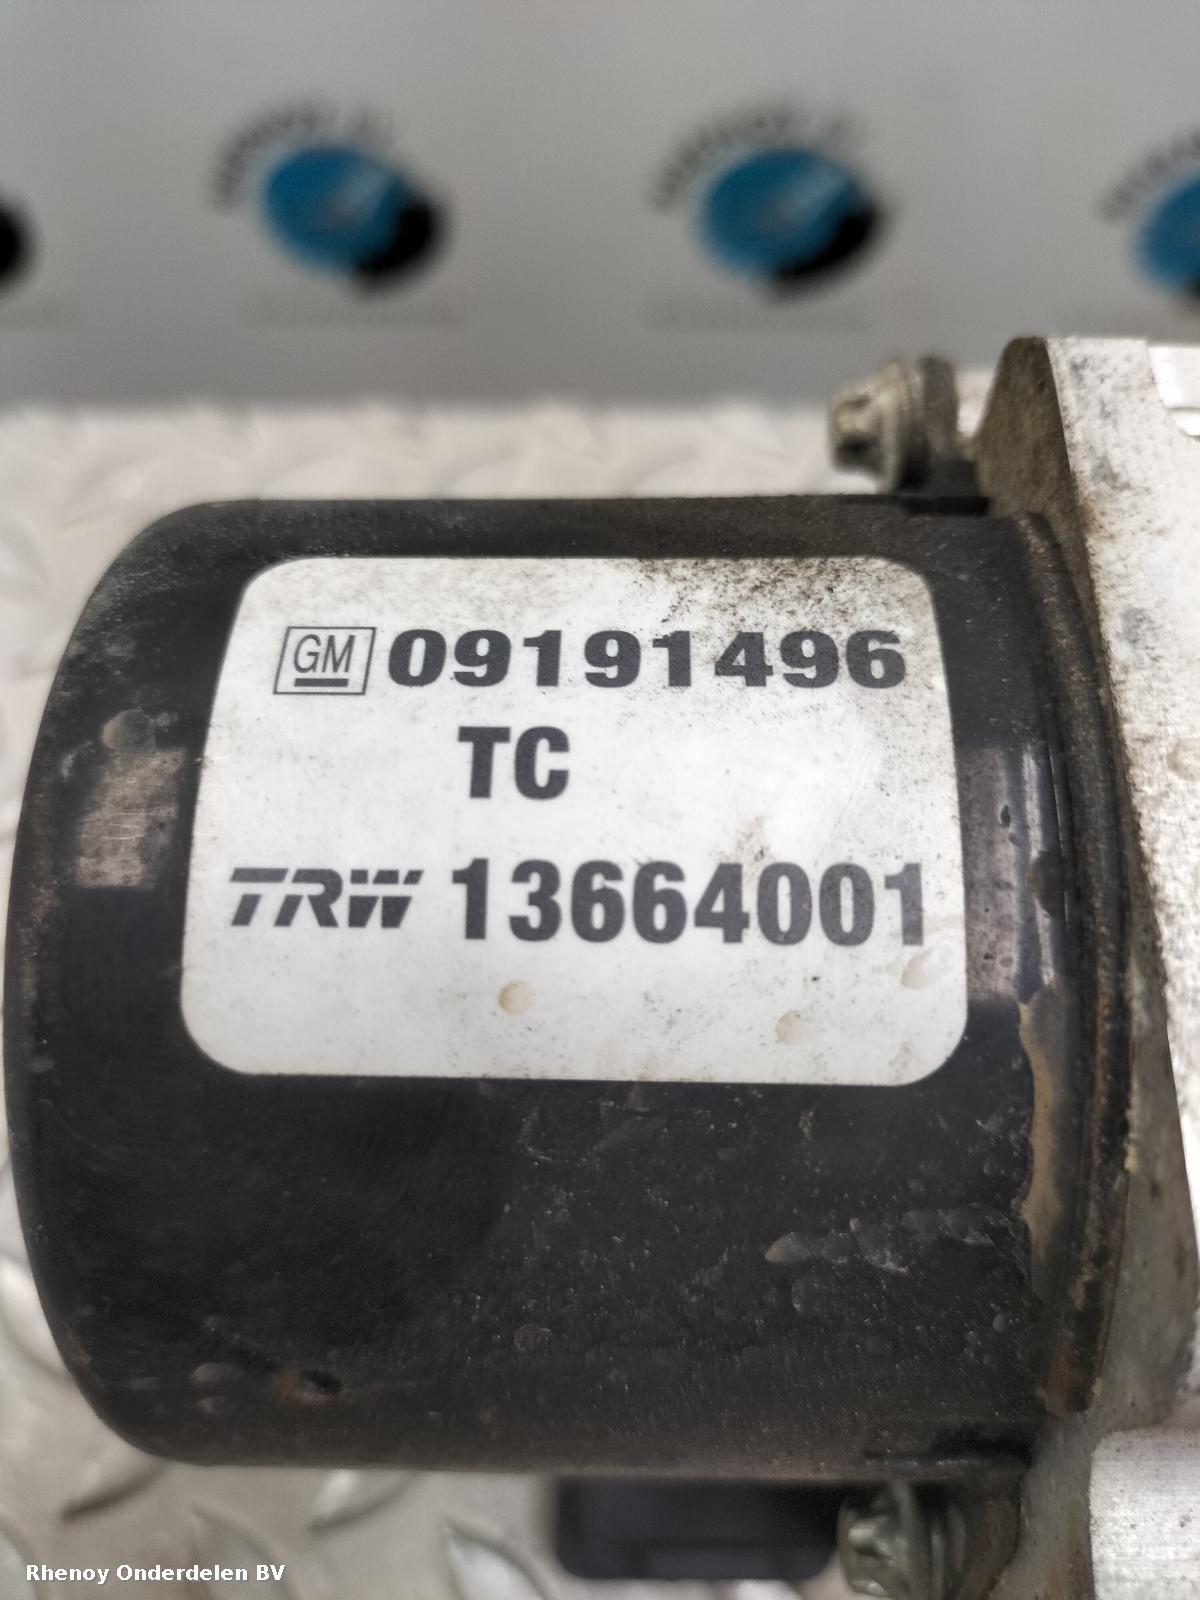 GM 09191496
TC
TRW 13664001
Rhenoy Onderdelen BV